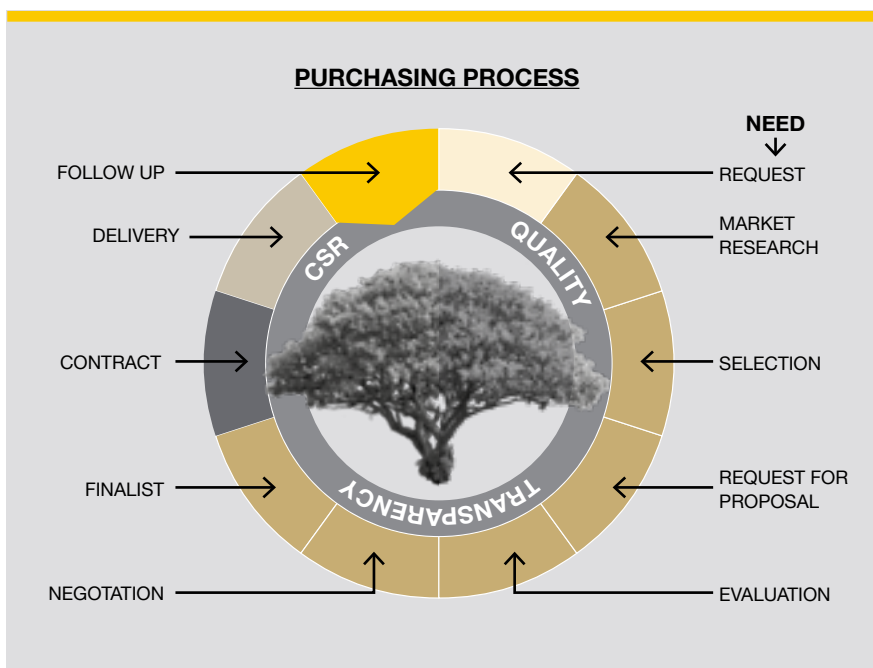 PURCHASING PROCESS
NEED
REQUEST
MARKET
RESEARCH
SELECTION
REQUEST FOR
PROPOSAL
EVALUATION
NEGOTATION
FINALIST
CONTRACT
DELIVERY
FOLLOW UP
QUALITY
TRANSPARENCY
CSR